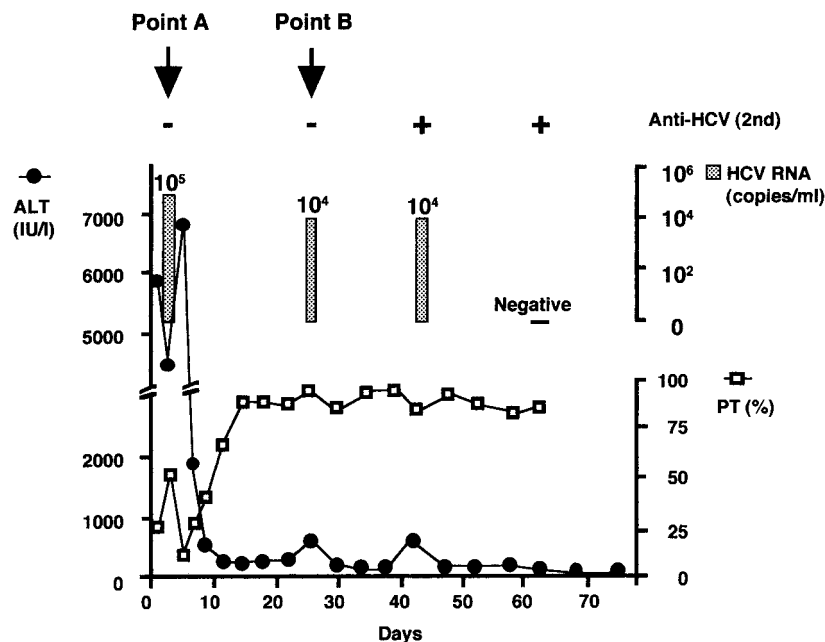 Point A Point B
- - + + Anti-HCV (2nd)
ALT
(IU/l)
7000
6000
5000
2000
1000
0
10⁵
10⁴
10⁴
Negative
10⁶
10⁴
10²
0
HCV RNA
(copies/ml)
100
75
50
25
0
PT (%)
0 10 20 30 40 50 60 70
Days